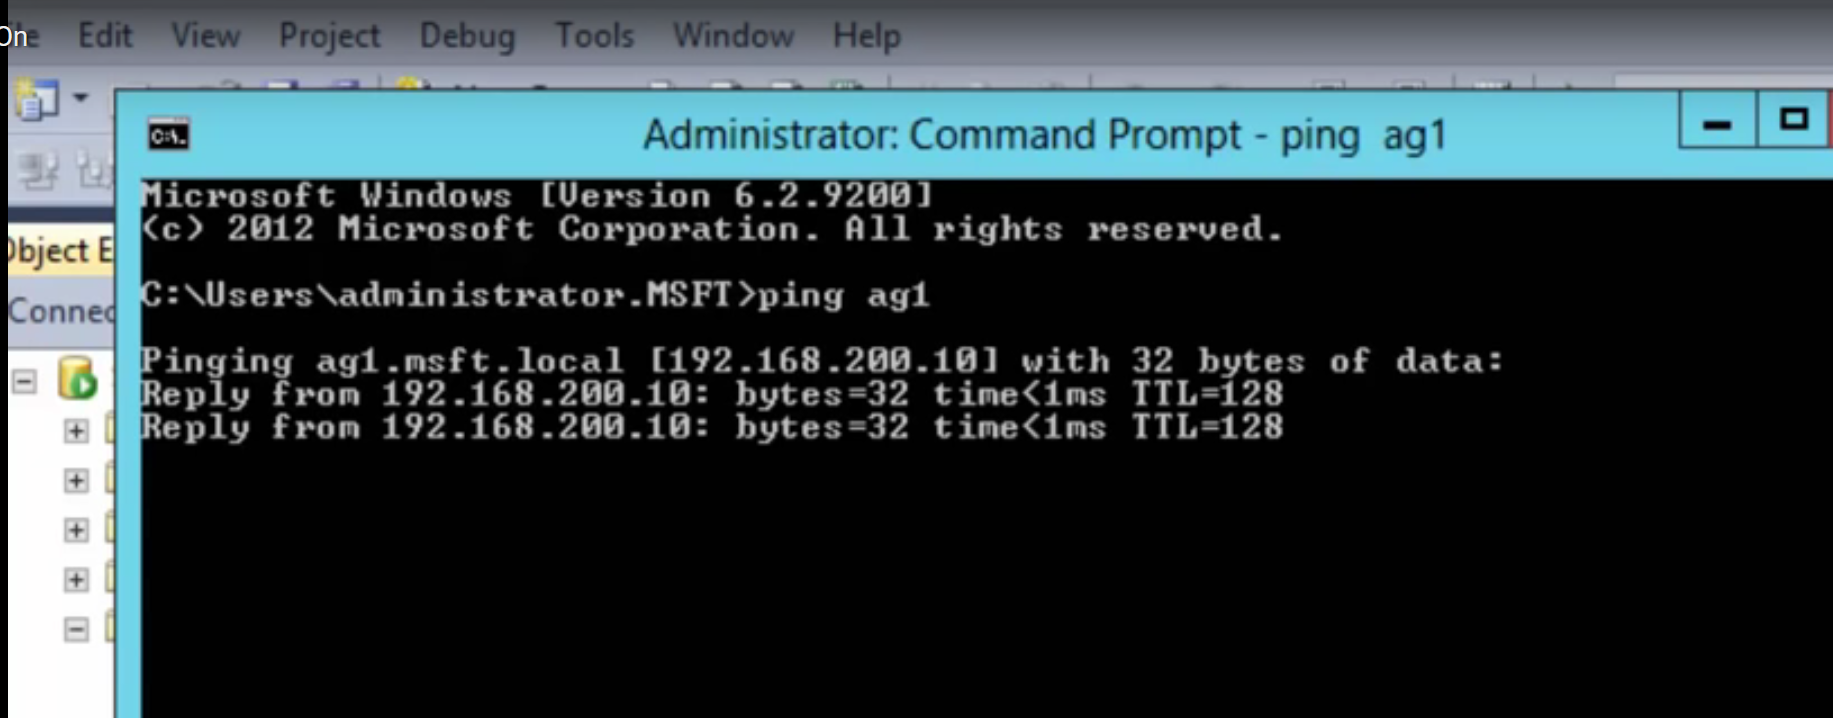 On
Edit View Project Debug Tools Window Help
Administrator: Command Prompt - ping ag1
Microsoft Windows [Version 6.2.9200]
(c) 2012 Microsoft Corporation. All rights reserved.
Object E
Connec
C:\Users\administrator.MSFT>ping ag1
Pinging ag1.msft.local [192.168.200.10] with 32 bytes of data:
Reply from 192.168.200.10: bytes=32 time<1ms TTL=128
Reply from 192.168.200.10: bytes=32 time<1ms TTL=128